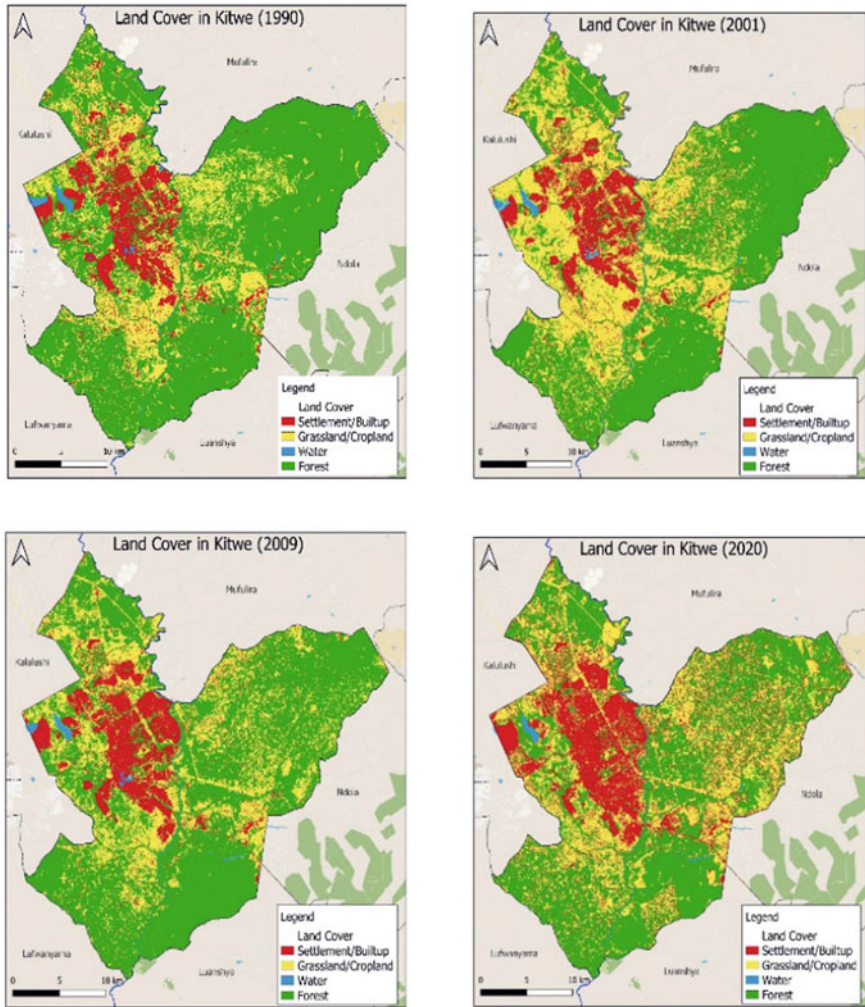 Land Cover in Kitwe (1990)
Mufulira
Kalulushi
Ndola
Lufwanyama
Luanshya
Legend
Land Cover
Settlement/Builtup
Grassland/Cropland
Water
Forest
0 5 10 km
Land Cover in Kitwe (2001)
Mufulira
Kalulushi
Ndola
Lufwanyama
Luanshya
Legend
Land Cover
Settlement/Builtup
Grassland/Cropland
Water
Forest
0 5 10 km
Land Cover in Kitwe (2009)
Mufulira
Kalulushi
Ndola
Lufwanyama
Luanshya
Legend
Land Cover
Settlement/Builtup
Grassland/Cropland
Water
Forest
0 5 10 km
Land Cover in Kitwe (2020)
Mufulira
Kalulushi
Ndola
Lufwanyama
Luanshya
Legend
Land Cover
Settlement/Builtup
Grassland/Cropland
Water
Forest
0 5 10 km